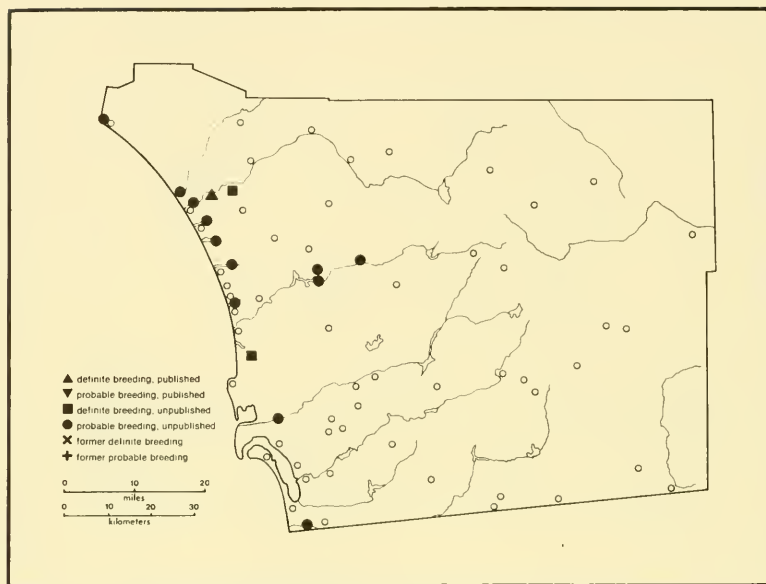 definite breeding, published
probable breeding, published
definite breeding, unpublished
probable breeding, unpublished
former definite breeding
former probable breeding
0 10 20
miles
0 10 20 30
kilometers